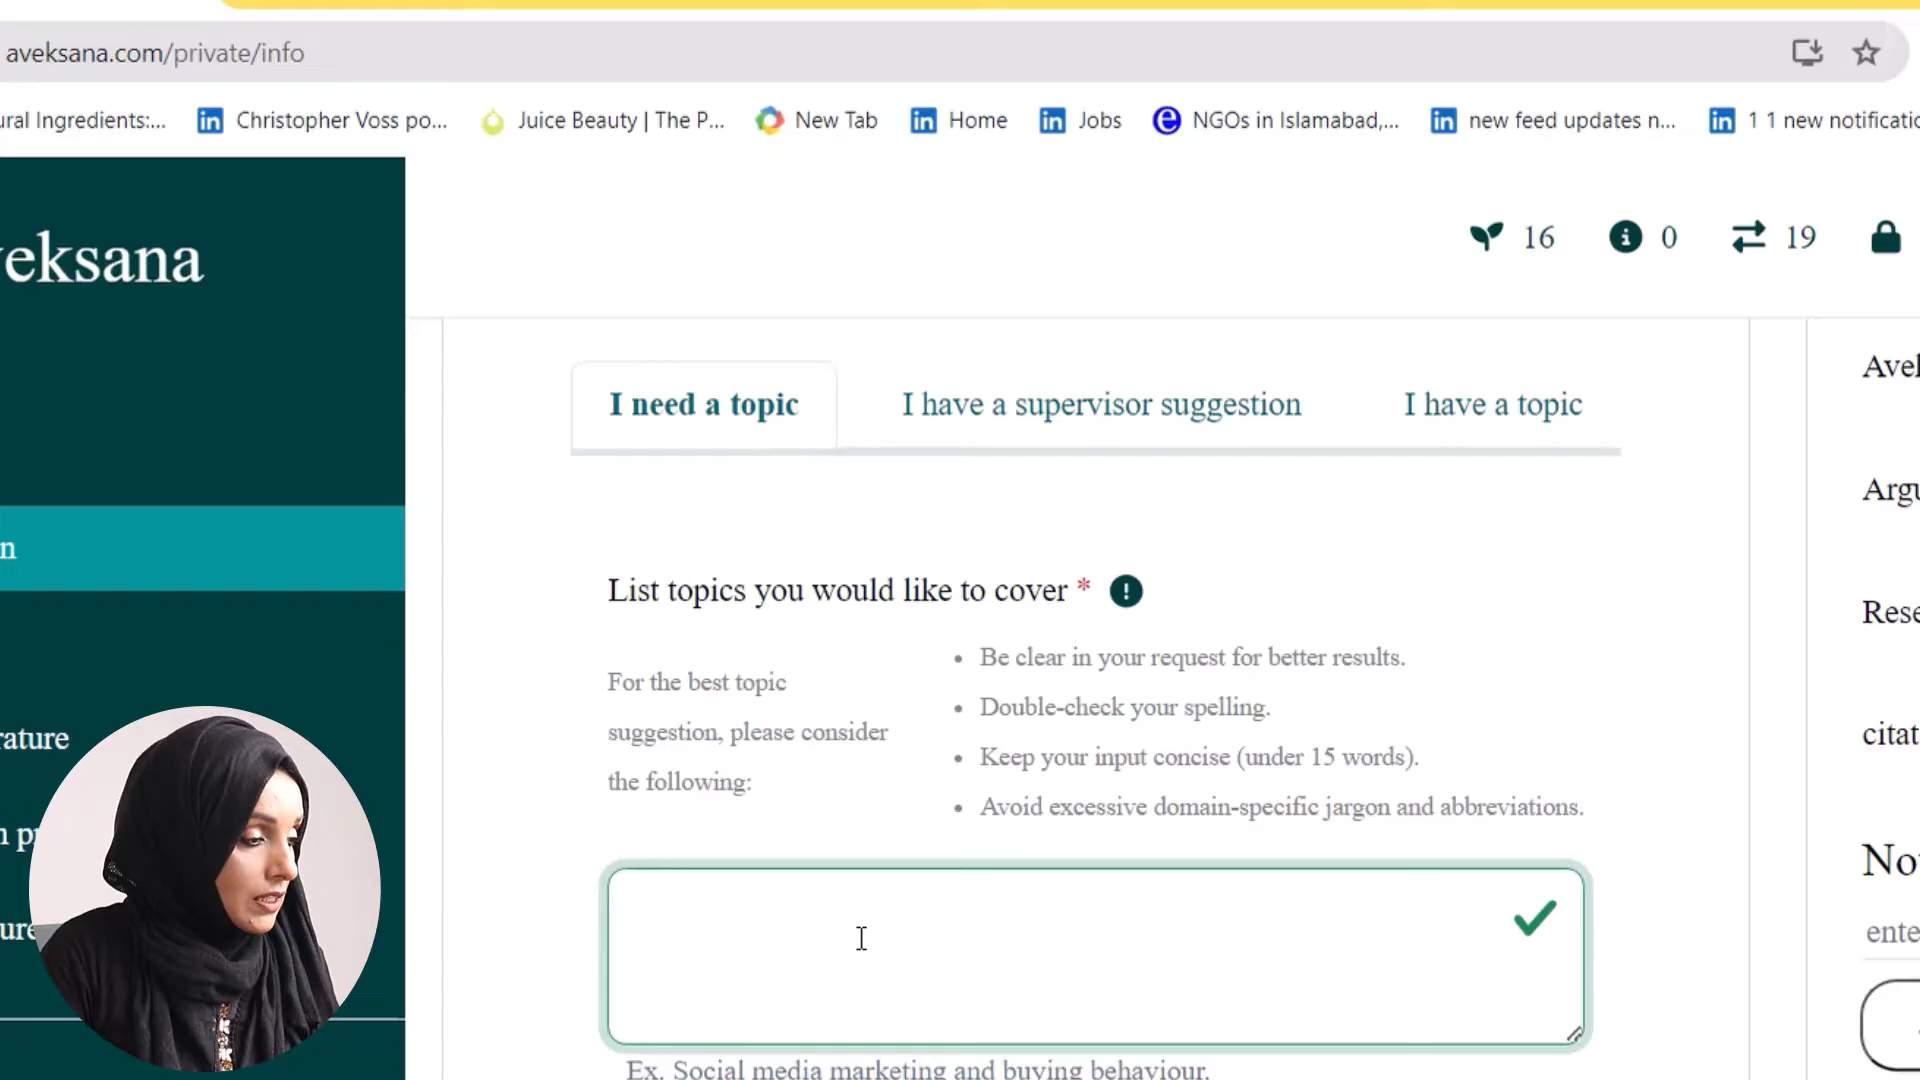 aveksana.com/private/info
ural Ingredients:...
Christopher Voss po...
Juice Beauty | The P...
New Tab
Home
Jobs
NGOs in Islamabad,...
new feed updates n...
1 1 new notificatio
veksana
16
0
19
I need a topic
I have a supervisor suggestion
I have a topic
List topics you would like to cover *
For the best topic
suggestion, please consider
the following:
• Be clear in your request for better results.
• Double-check your spelling.
• Keep your input concise (under 15 words).
• Avoid excessive domain-specific jargon and abbreviations.
Ex. Social media marketing and buying behaviour.
n
rature
n p
ure
Avek
Argu
Rese
citat
No
ente